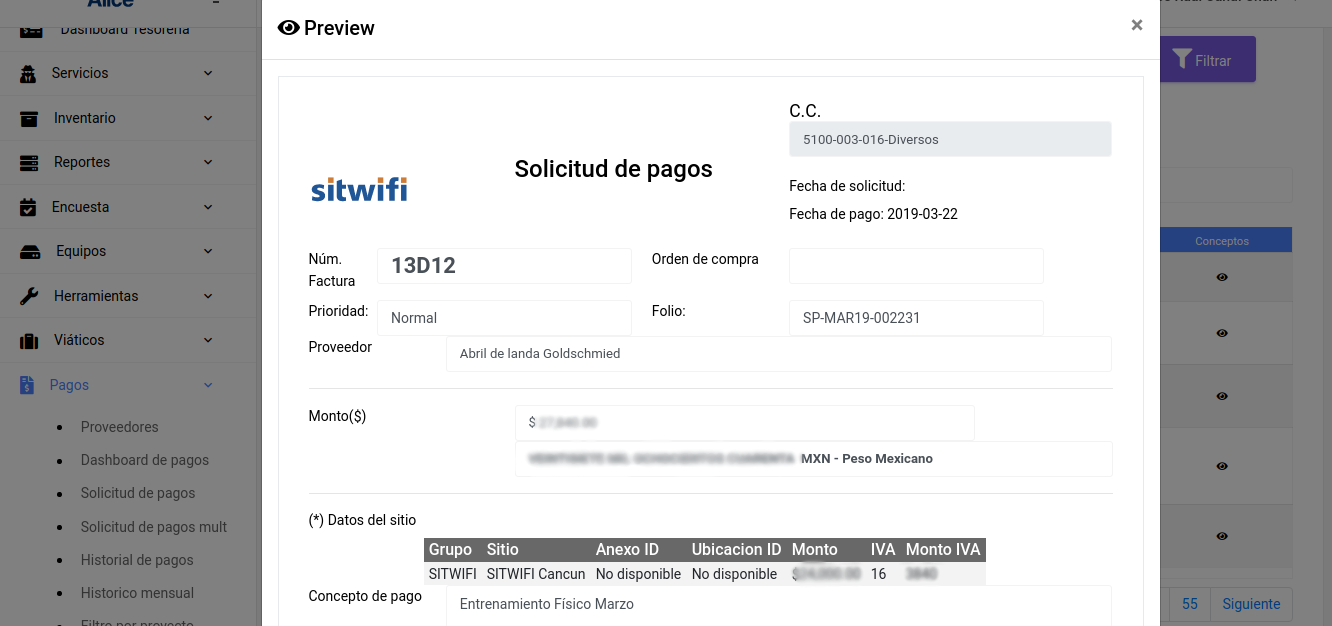 Alice
Preview
×
Dashboard Tesorería
Servicios
Filtrar
Inventario
Reportes
Encuesta
Equipos
Herramientas
Viáticos
Pagos
Proveedores
Dashboard de pagos
Solicitud de pagos
Solicitud de pagos mult
Historial de pagos
Historico mensual
Filtro por proyecto
C.C.
5100-003-016-Diversos
Solicitud de pagos
sitwifi
Fecha de solicitud:
Fecha de pago: 2019-03-22
Conceptos
Núm. Factura
13D12
Orden de compra
Prioridad:
Normal
Folio:
SP-MAR19-002231
Proveedor
Abril de landa Goldschmied
Monto($)
$
MXN - Peso Mexicano
(*) Datos del sitio
Grupo Sitio Anexo ID Ubicacion ID Monto IVA Monto IVA
SITWIFI SITWIFI Cancun No disponible No disponible $ 16
Concepto de pago
Entrenamiento Físico Marzo
55 Siguiente